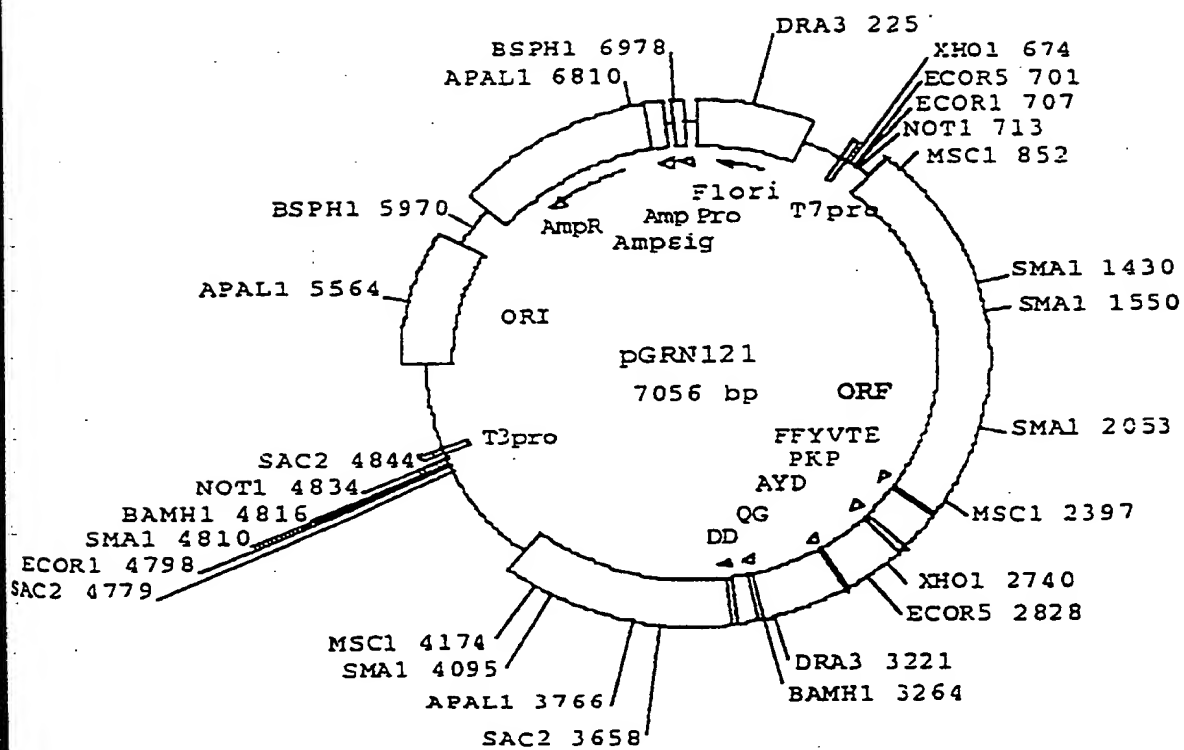 DRA3 225
BSPH1 6978
XHO1 674
APAL1 6810
ECOR5 701
ECOR1 707
NOT1 713
MSC1 852
Flori
T7pro
BSPH1 5970
AmpR
Amp Pro
Ampsig
SMA1 1430
APAL1 5564
SMA1 1550
ORI
pGRN121
7056 bp
ORF
SMA1 2053
FFYVTE
T3pro
PKP
SAC2 4844
AYD
NOT1 4834
MSC1 2397
BAMH1 4816
QG
SMA1 4810
DD
ECOR1 4798
XHO1 2740
SAC2 4779
ECOR5 2828
MSC1 4174
DRA3 3221
SMA1 4095
BAMH1 3264
APAL1 3766
SAC2 3658